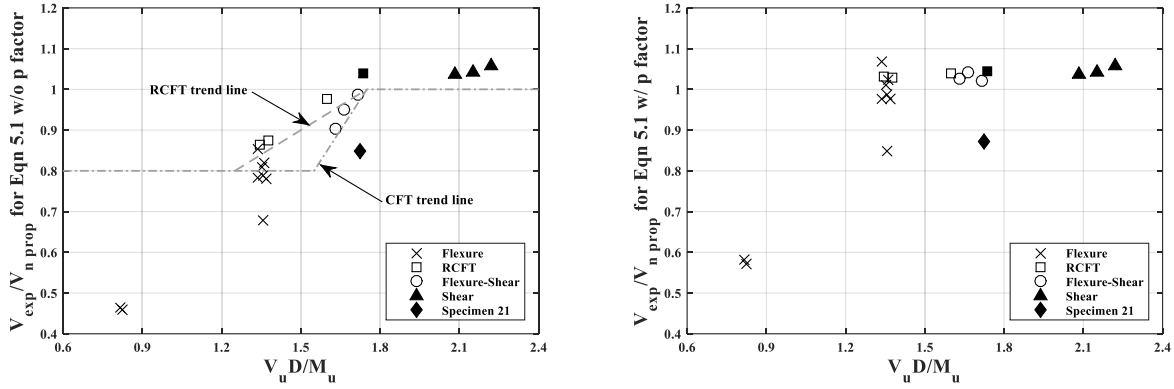 V_exp/V_n prop for Eqn 5.1 w/o p factor
1.2
1.1
1
0.9
0.8
0.7
0.6
0.5
0.4
RCFT trend line
CFT trend line
Flexure
RCFT
Flexure-Shear
Shear
Specimen 21
0.6 0.9 1.2 1.5 1.8 2.1 2.4
V_u D/M_u
V_exp/V_n prop for Eqn 5.1 w/ p factor
1.2
1.1
1
0.9
0.8
0.7
0.6
0.5
0.4
Flexure
RCFT
Flexure-Shear
Shear
Specimen 21
0.6 0.9 1.2 1.5 1.8 2.1 2.4
V_u D/M_u